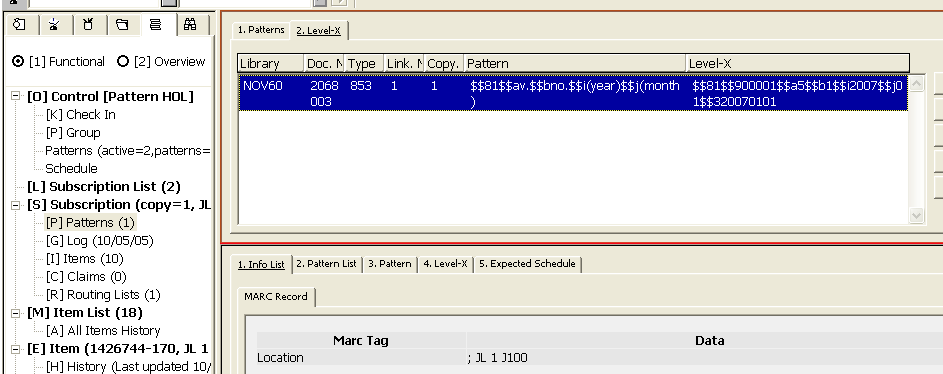 [1] Functional [2] Overview
[O] Control [Pattern HOL]
[K] Check In
[P] Group
Patterns (active=2,patterns=
Schedule
[L] Subscription List (2)
[S] Subscription (copy=1, JL
[P] Patterns (1)
[G] Log (10/05/05)
[I] Items (10)
[C] Claims (0)
[R] Routing Lists (1)
[M] Item List (18)
[A] All Items History
[E] Item (1426744-170, JL 1
[H] History (Last updated 10/
1. Patterns 2. Level-X
Library Doc. N Type Link. N Copy. Pattern Level-X
NOV60 2068 853 1 1 $$81$$av.$$bno.$$i(year)$$j(month $$81$$900001$$a5$$b1$$i2007$$j0
003 ) 1$$320070101
1. Info List 2. Pattern List 3. Pattern 4. Level-X 5. Expected Schedule
MARC Record
Marc Tag Data
Location ; JL 1 J100